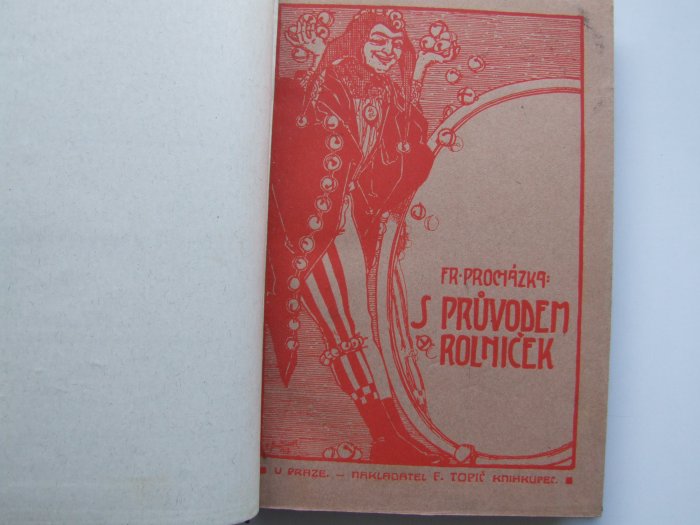 FR. PROCHÁZKA:
S PRŮVODEM
ROLNIČEK
U PRAZE. — NAKLADATEL F. TOPIČ KNIHKUPEC.